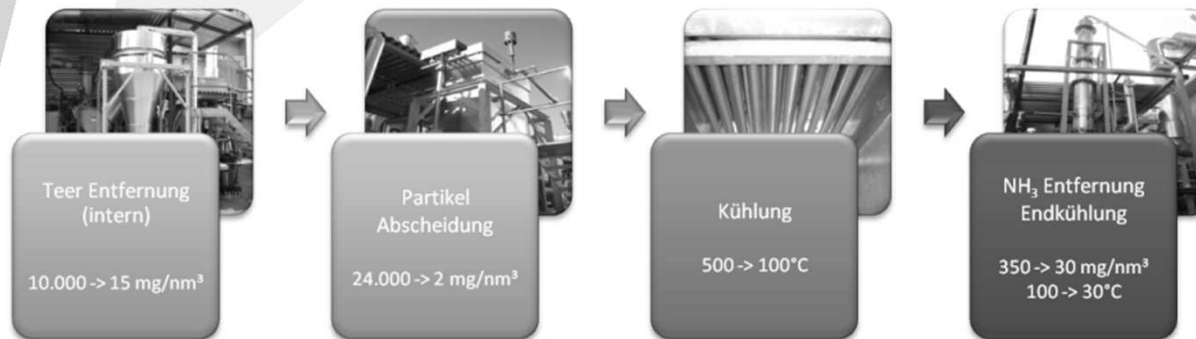 Teer Entfernung
(intern)
10.000 -> 15 mg/nm³
Partikel
Abscheidung
24.000 -> 2 mg/nm³
Kühlung
500 -> 100°C
NH₃ Entfernung
Endkühlung
350 -> 30 mg/nm³
100 -> 30°C